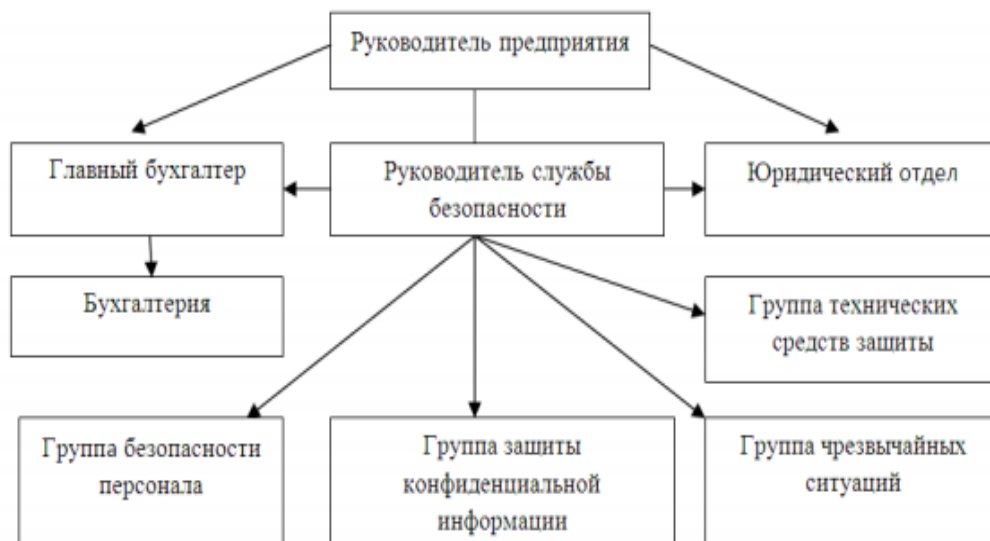 Руководитель предприятия
Главный бухгалтер
Руководитель службы
безопасности
Юридический отдел
Бухгалтерия
Группа технических
средств защиты
Группа безопасности
персонала
Группа защиты
конфиденциальной
информации
Группа чрезвычайных
ситуаций